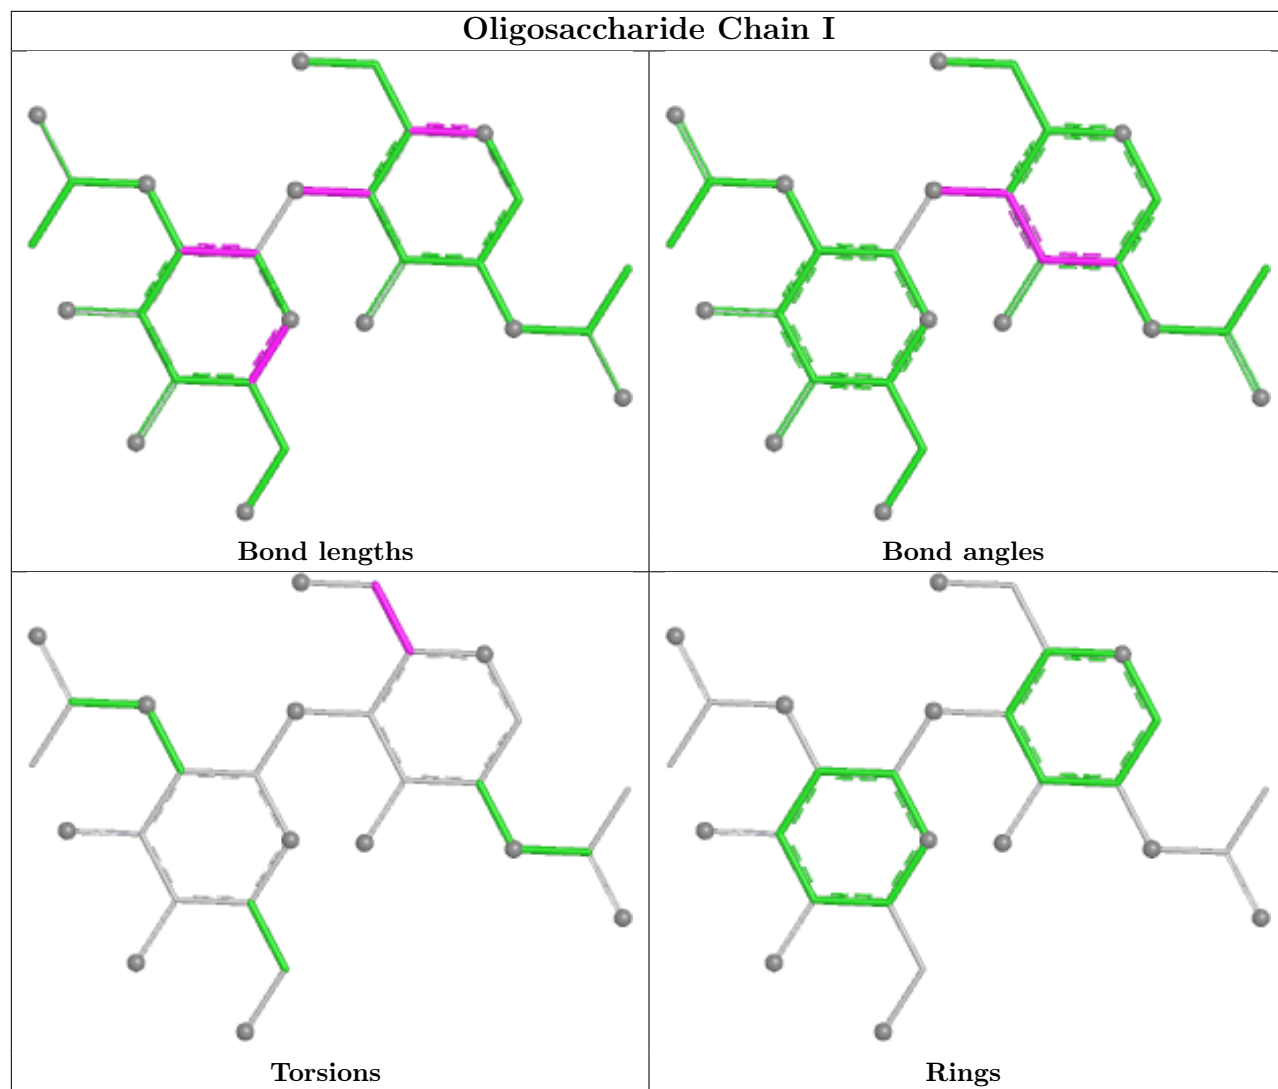 Oligosaccharide Chain I
Bond lengths
Bond angles
Torsions
Rings